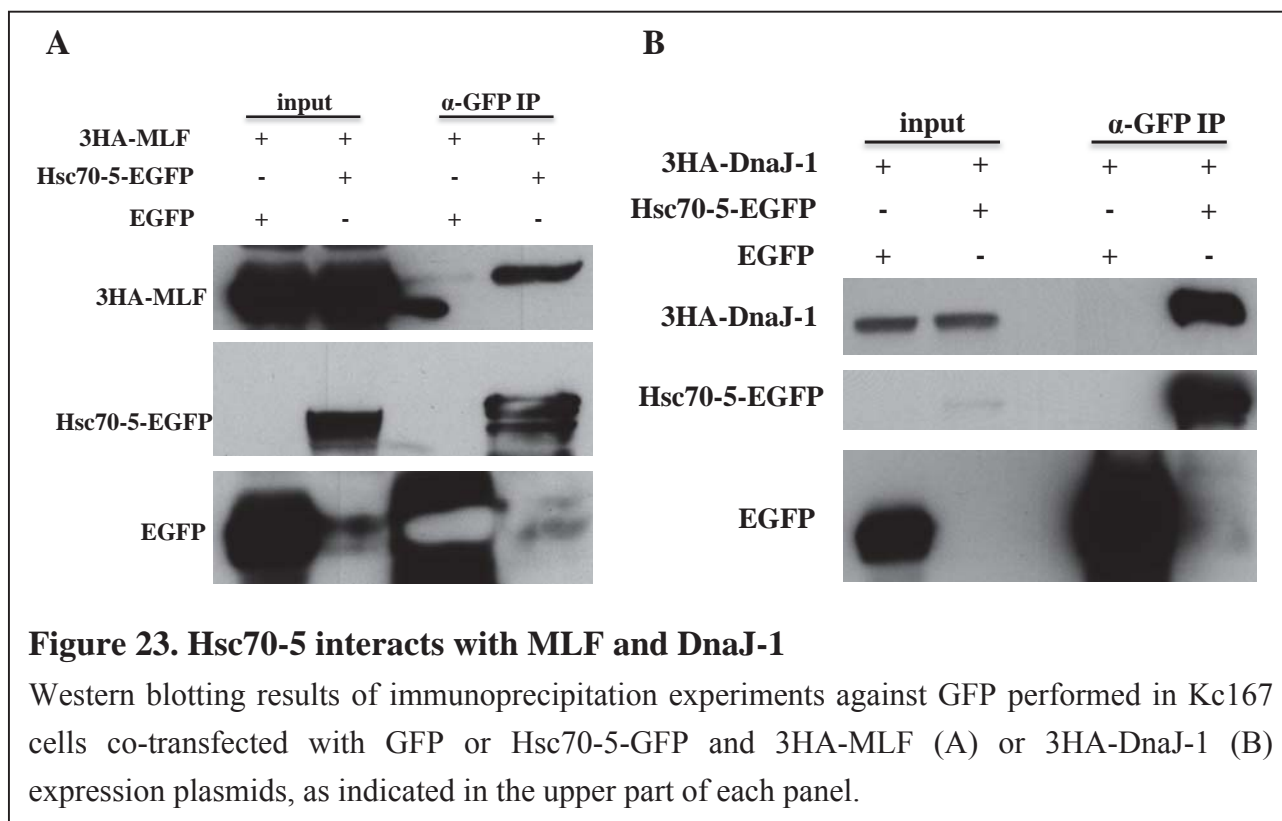 A
input α-GFP IP
3HA-MLF + + + +
Hsc70-5-EGFP - + - +
EGFP + - + -
3HA-MLF
Hsc70-5-EGFP
EGFP
B
input α-GFP IP
3HA-DnaJ-1 + + + +
Hsc70-5-EGFP - + - +
EGFP + - + -
3HA-DnaJ-1
Hsc70-5-EGFP
EGFP
Figure 23. Hsc70-5 interacts with MLF and DnaJ-1
Western blotting results of immunoprecipitation experiments against GFP performed in Kc167
cells co-transfected with GFP or Hsc70-5-GFP and 3HA-MLF (A) or 3HA-DnaJ-1 (B)
expression plasmids, as indicated in the upper part of each panel.